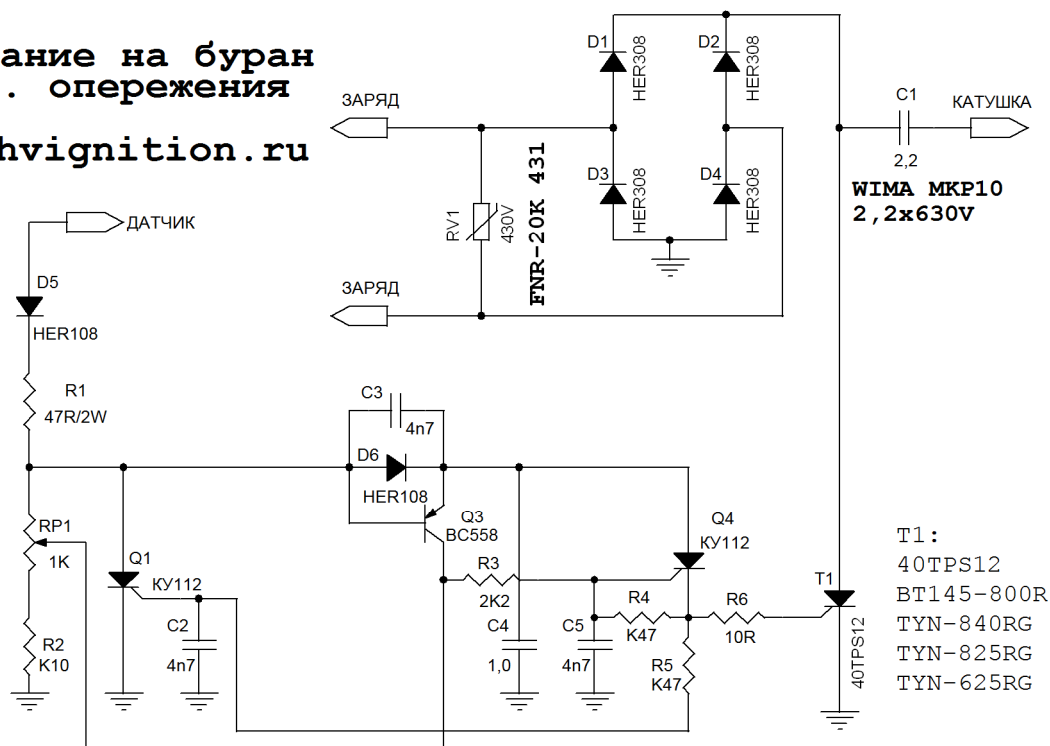 ание на буран
. опережения
hvignition.ru
ЗАРЯД
ЗАРЯД
ДАТЧИК
КАТУШКА
D1
HER308
D2
HER308
D3
HER308
D4
HER308
C1
2,2
WIMA MKP10
2,2x630V
RV1
430V
FNR-20K 431
D5
HER108
R1
47R/2W
C3
4n7
D6
HER108
Q3
BC558
RP1
1K
Q1
КУ112
R2
K10
C2
4n7
R3
2K2
C4
1,0
C5
4n7
R4
K47
R5
K47
Q4
КУ112
R6
10R
T1
40TPS12
T1:
40TPS12
BT145-800R
TYN-840RG
TYN-825RG
TYN-625RG